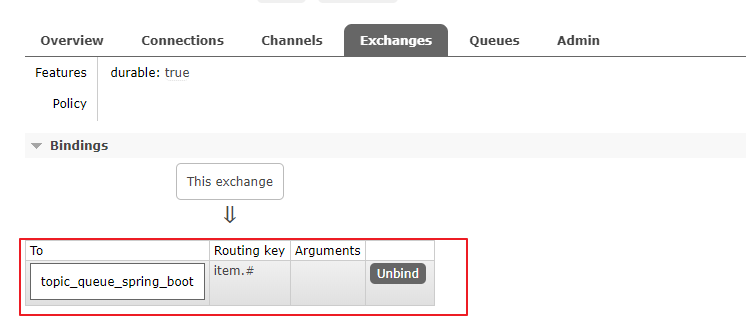 Overview Connections Channels Exchanges Queues Admin
Features durable: true
Policy
Bindings
This exchange
⇓
To Routing key Arguments
topic_queue_spring_boot item.# Unbind